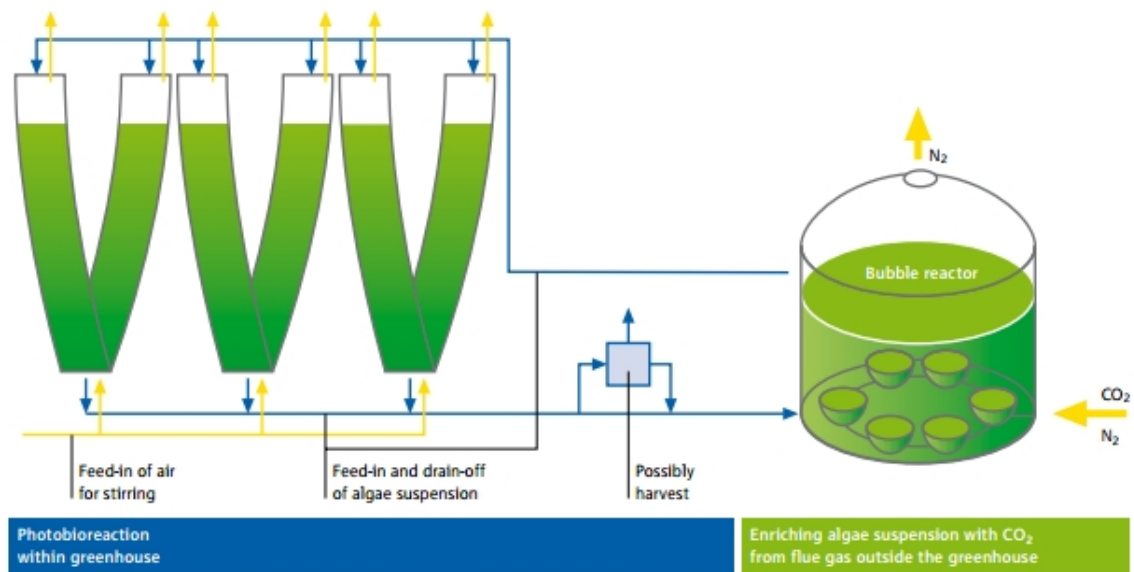 N₂
Bubble reactor
CO₂
N₂
Feed-in of air
for stirring
Feed-in and drain-off
of algae suspension
Possibly
harvest
Photobioreaction
within greenhouse
Enriching algae suspension with CO₂
from flue gas outside the greenhouse